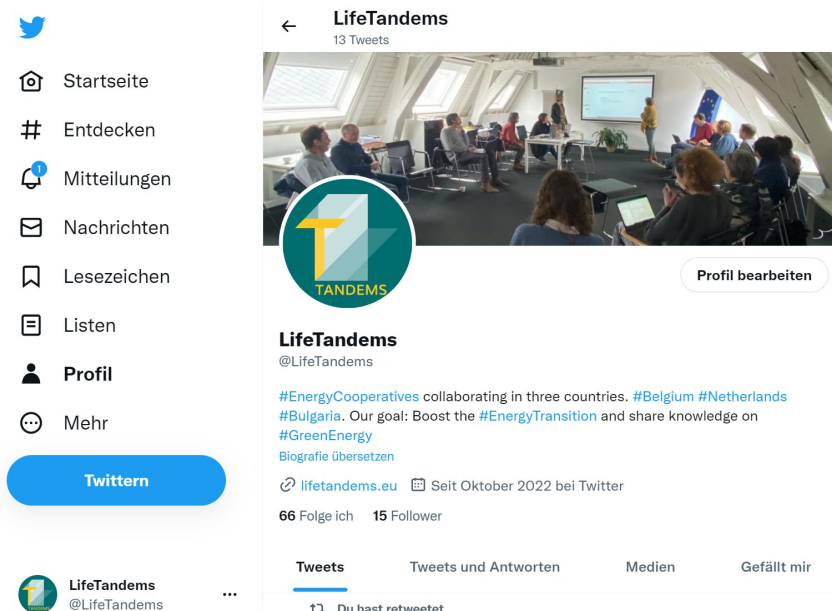 LifeTandems
13 Tweets
Startseite
Entdecken
1
Mitteilungen
Nachrichten
Lesezeichen
Listen
Profil
Mehr
Twittern
LifeTandems
@LifeTandems
TANDEMS
Profil bearbeiten
LifeTandems
@LifeTandems
#EnergyCooperatives collaborating in three countries. #Belgium #Netherlands
#Bulgaria. Our goal: Boost the #EnergyTransition and share knowledge on
#GreenEnergy
Biografie übersetzen
lifetandems.eu Seit Oktober 2022 bei Twitter
66 Folge ich 15 Follower
Tweets Tweets und Antworten Medien Gefällt mir
Du hast retweetet